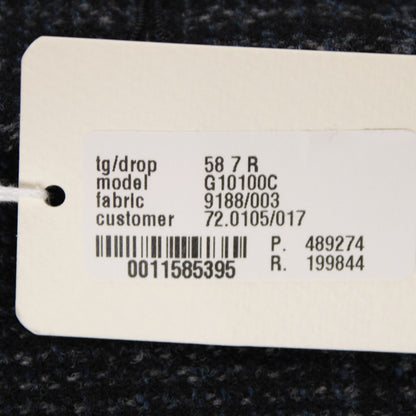 tg/drop 58 7 R
model G10100C
fabric 9188/003
customer 72.0105/017
P. 489274
0011585395 R. 199844